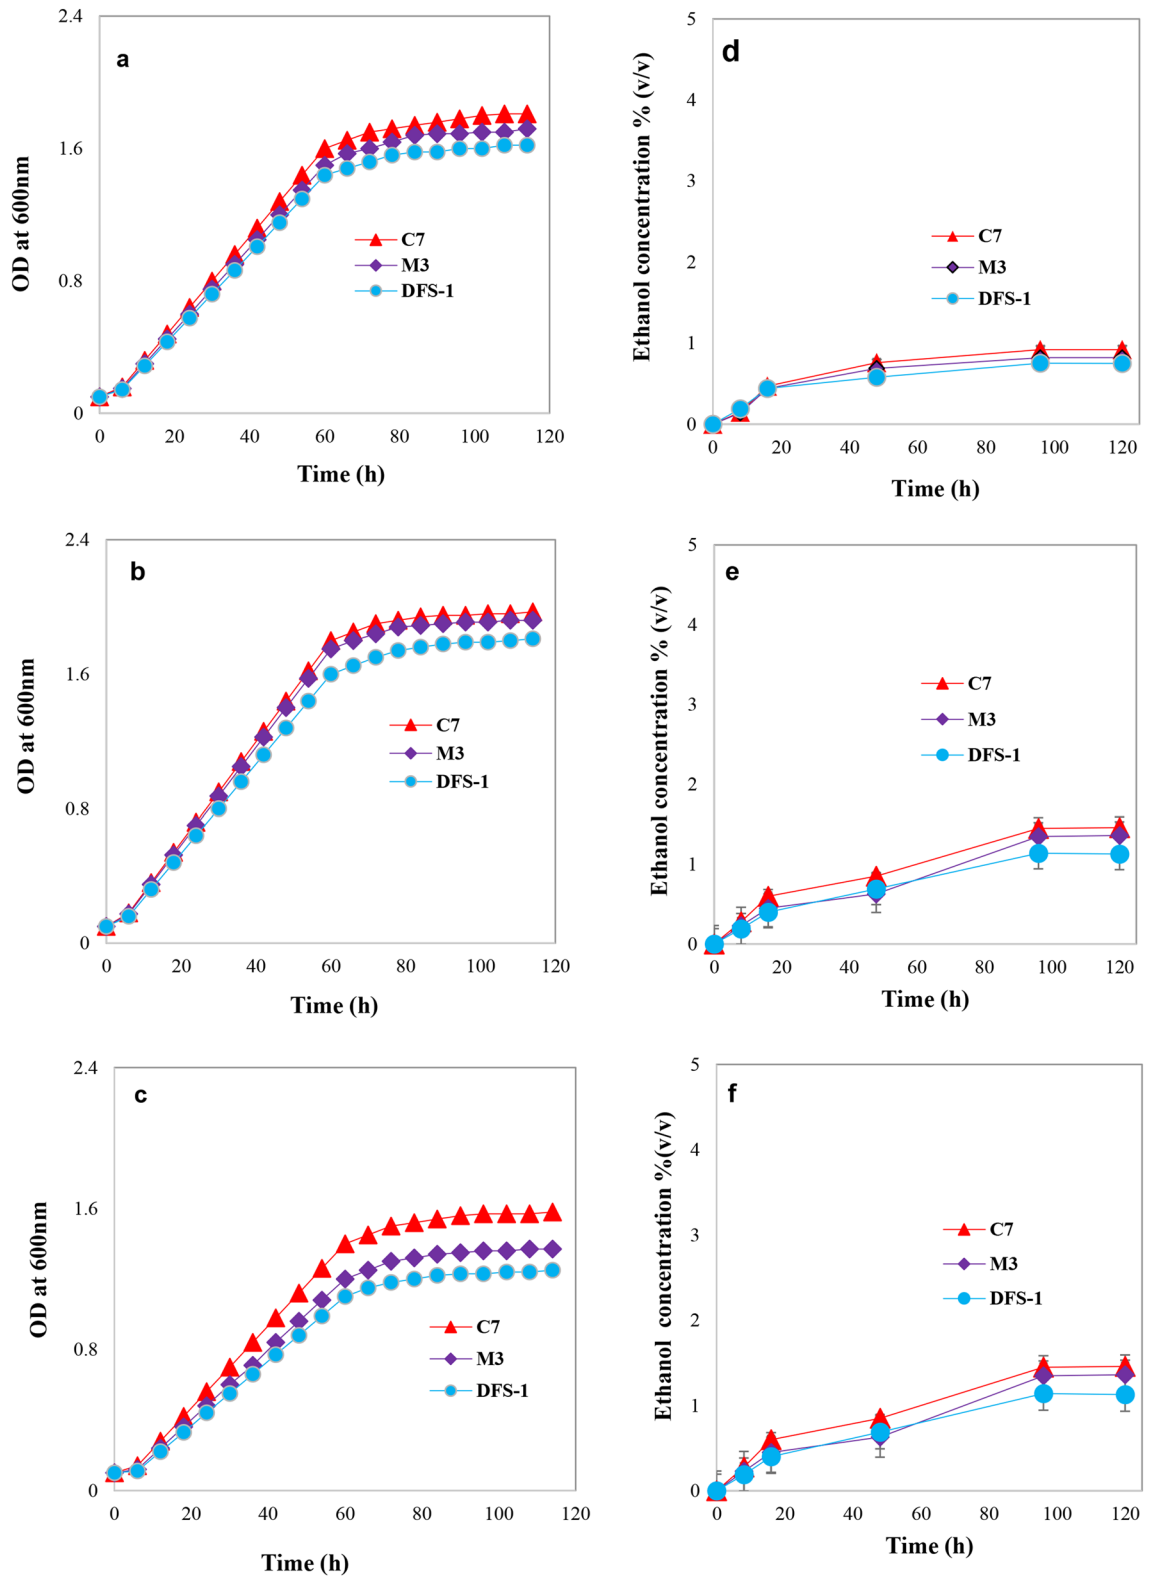 a
OD at 600nm
2.4
1.6
0.8
0
0 20 40 60 80 100 120
Time (h)
C7
M3
DFS-1
d
Ethanol concentration % (v/v)
5
4
3
2
1
0
0 20 40 60 80 100 120
Time (h)
C7
M3
DFS-1
b
OD at 600nm
2.4
1.6
0.8
0
0 20 40 60 80 100 120
Time (h)
C7
M3
DFS-1
e
Ethanol concentration % (v/v)
5
4
3
2
1
0
0 20 40 60 80 100 120
Time (h)
C7
M3
DFS-1
c
OD at 600nm
2.4
1.6
0.8
0
0 20 40 60 80 100 120
Time (h)
C7
M3
DFS-1
f
Ethanol concentration %(v/v)
5
4
3
2
1
0
0 20 40 60 80 100 120
Time (h)
C7
M3
DFS-1